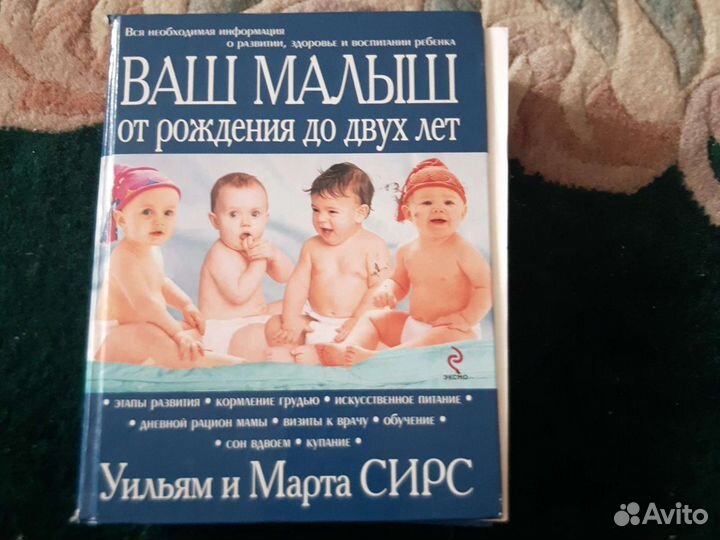 Вся необходимая информация
о развитии, здоровье и воспитании ребенка
ВАШ МАЛЫШ
от рождения до двух лет
ЭКСМО
• этапы развития • кормление грудью • искусственное питание •
• дневной рацион мамы • визиты к врачу • обучение •
• сон вдвоем • купание •
Уильям и Марта СИРС
Avito